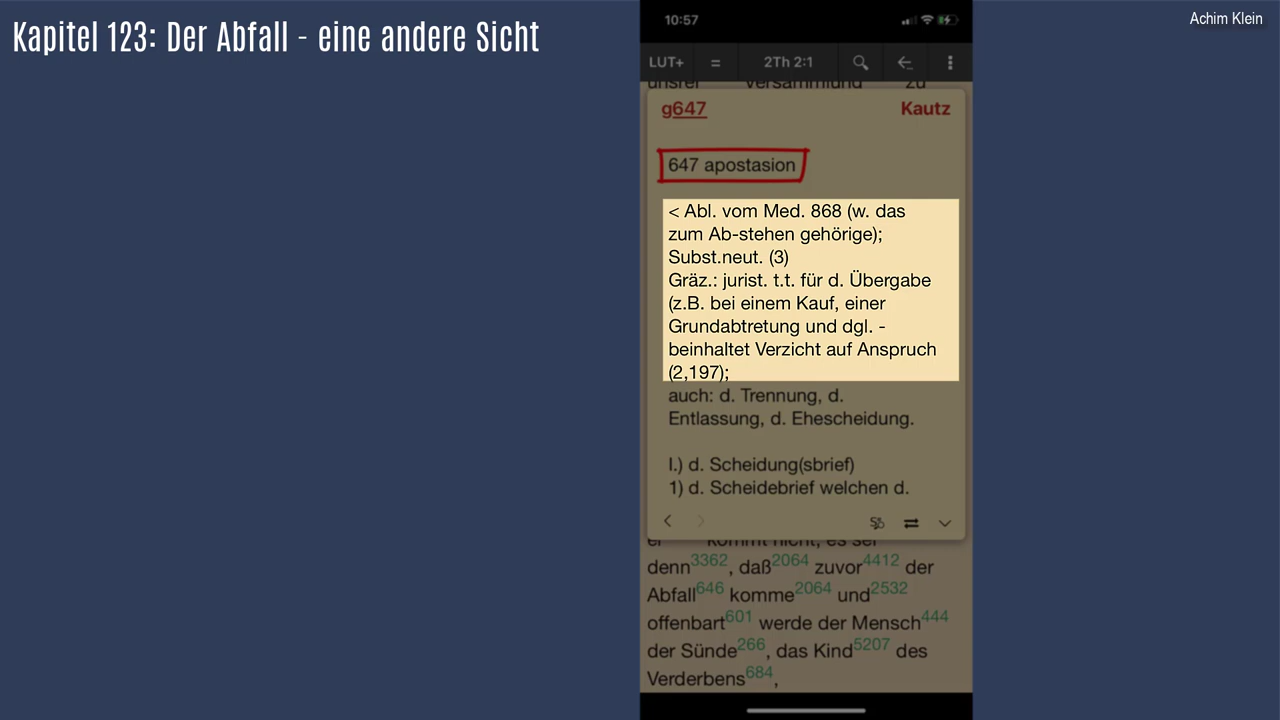 Kapitel 123: Der Abfall - eine andere Sicht
Achim Klein
10:57
LUT+ = 2Th 2:1
unsrer Versammlung zu
g647 Kautz
647 apostasion
< Abl. vom Med. 868 (w. das
zum Ab-stehen gehörige);
Subst.neut. (3)
Gräz.: jurist. t.t. für d. Übergabe
(z.B. bei einem Kauf, einer
Grundabtretung und dgl. -
beinhaltet Verzicht auf Anspruch
(2,197);
auch: d. Trennung, d.
Entlassung, d. Ehescheidung.
I.) d. Scheidung(sbrief)
1) d. Scheidebrief welchen d.
er kommt nicht, es sei
denn3362, daß2064 zuvor4412 der
Abfall646 komme2064 und2532
offenbart601 werde der Mensch444
der Sünde266, das Kind5207 des
Verderbens684,